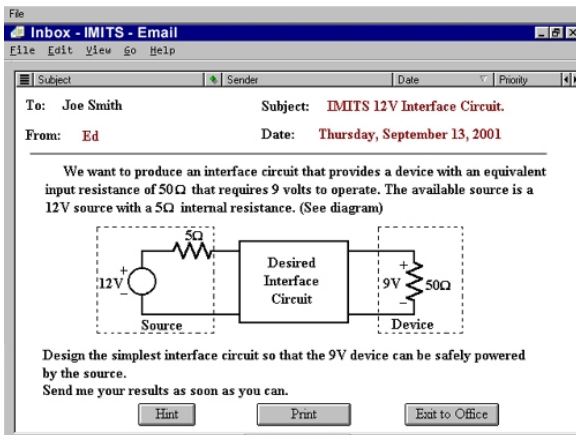 File
Inbox - IMITS - Email
File Edit View Go Help
Subject Sender Date Priority
To: Joe Smith Subject: IMITS 12V Interface Circuit.
From: Ed Date: Thursday, September 13, 2001
We want to produce an interface circuit that provides a device with an equivalent
input resistance of 50Ω that requires 9 volts to operate. The available source is a
12V source with a 5Ω internal resistance. (See diagram)
5Ω
Desired
Interface
Circuit
12V + −
9V + − 50Ω
Source Device
Design the simplest interface circuit so that the 9V device can be safely powered
by the source.
Send me your results as soon as you can.
Hint Print Exit to Office